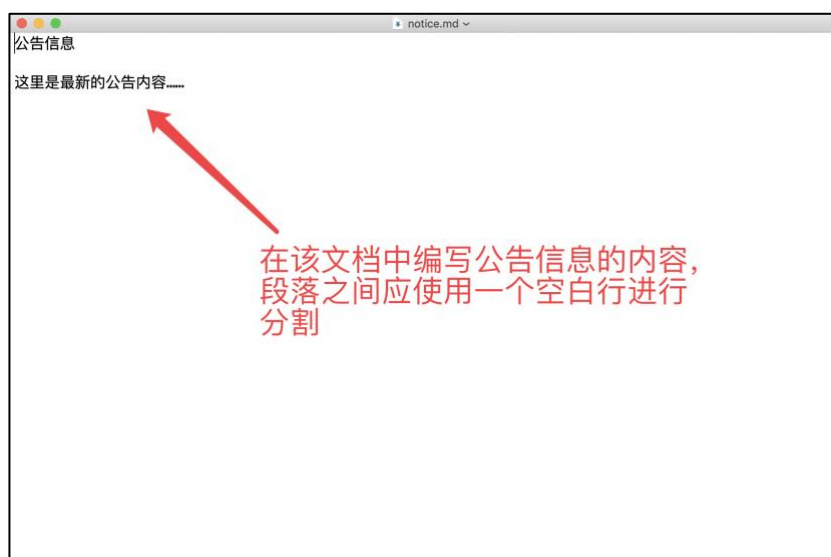 notice.md
公告信息
这里是最新的公告内容……
在该文档中编写公告信息的内容，
段落之间应使用一个空白行进行
分割